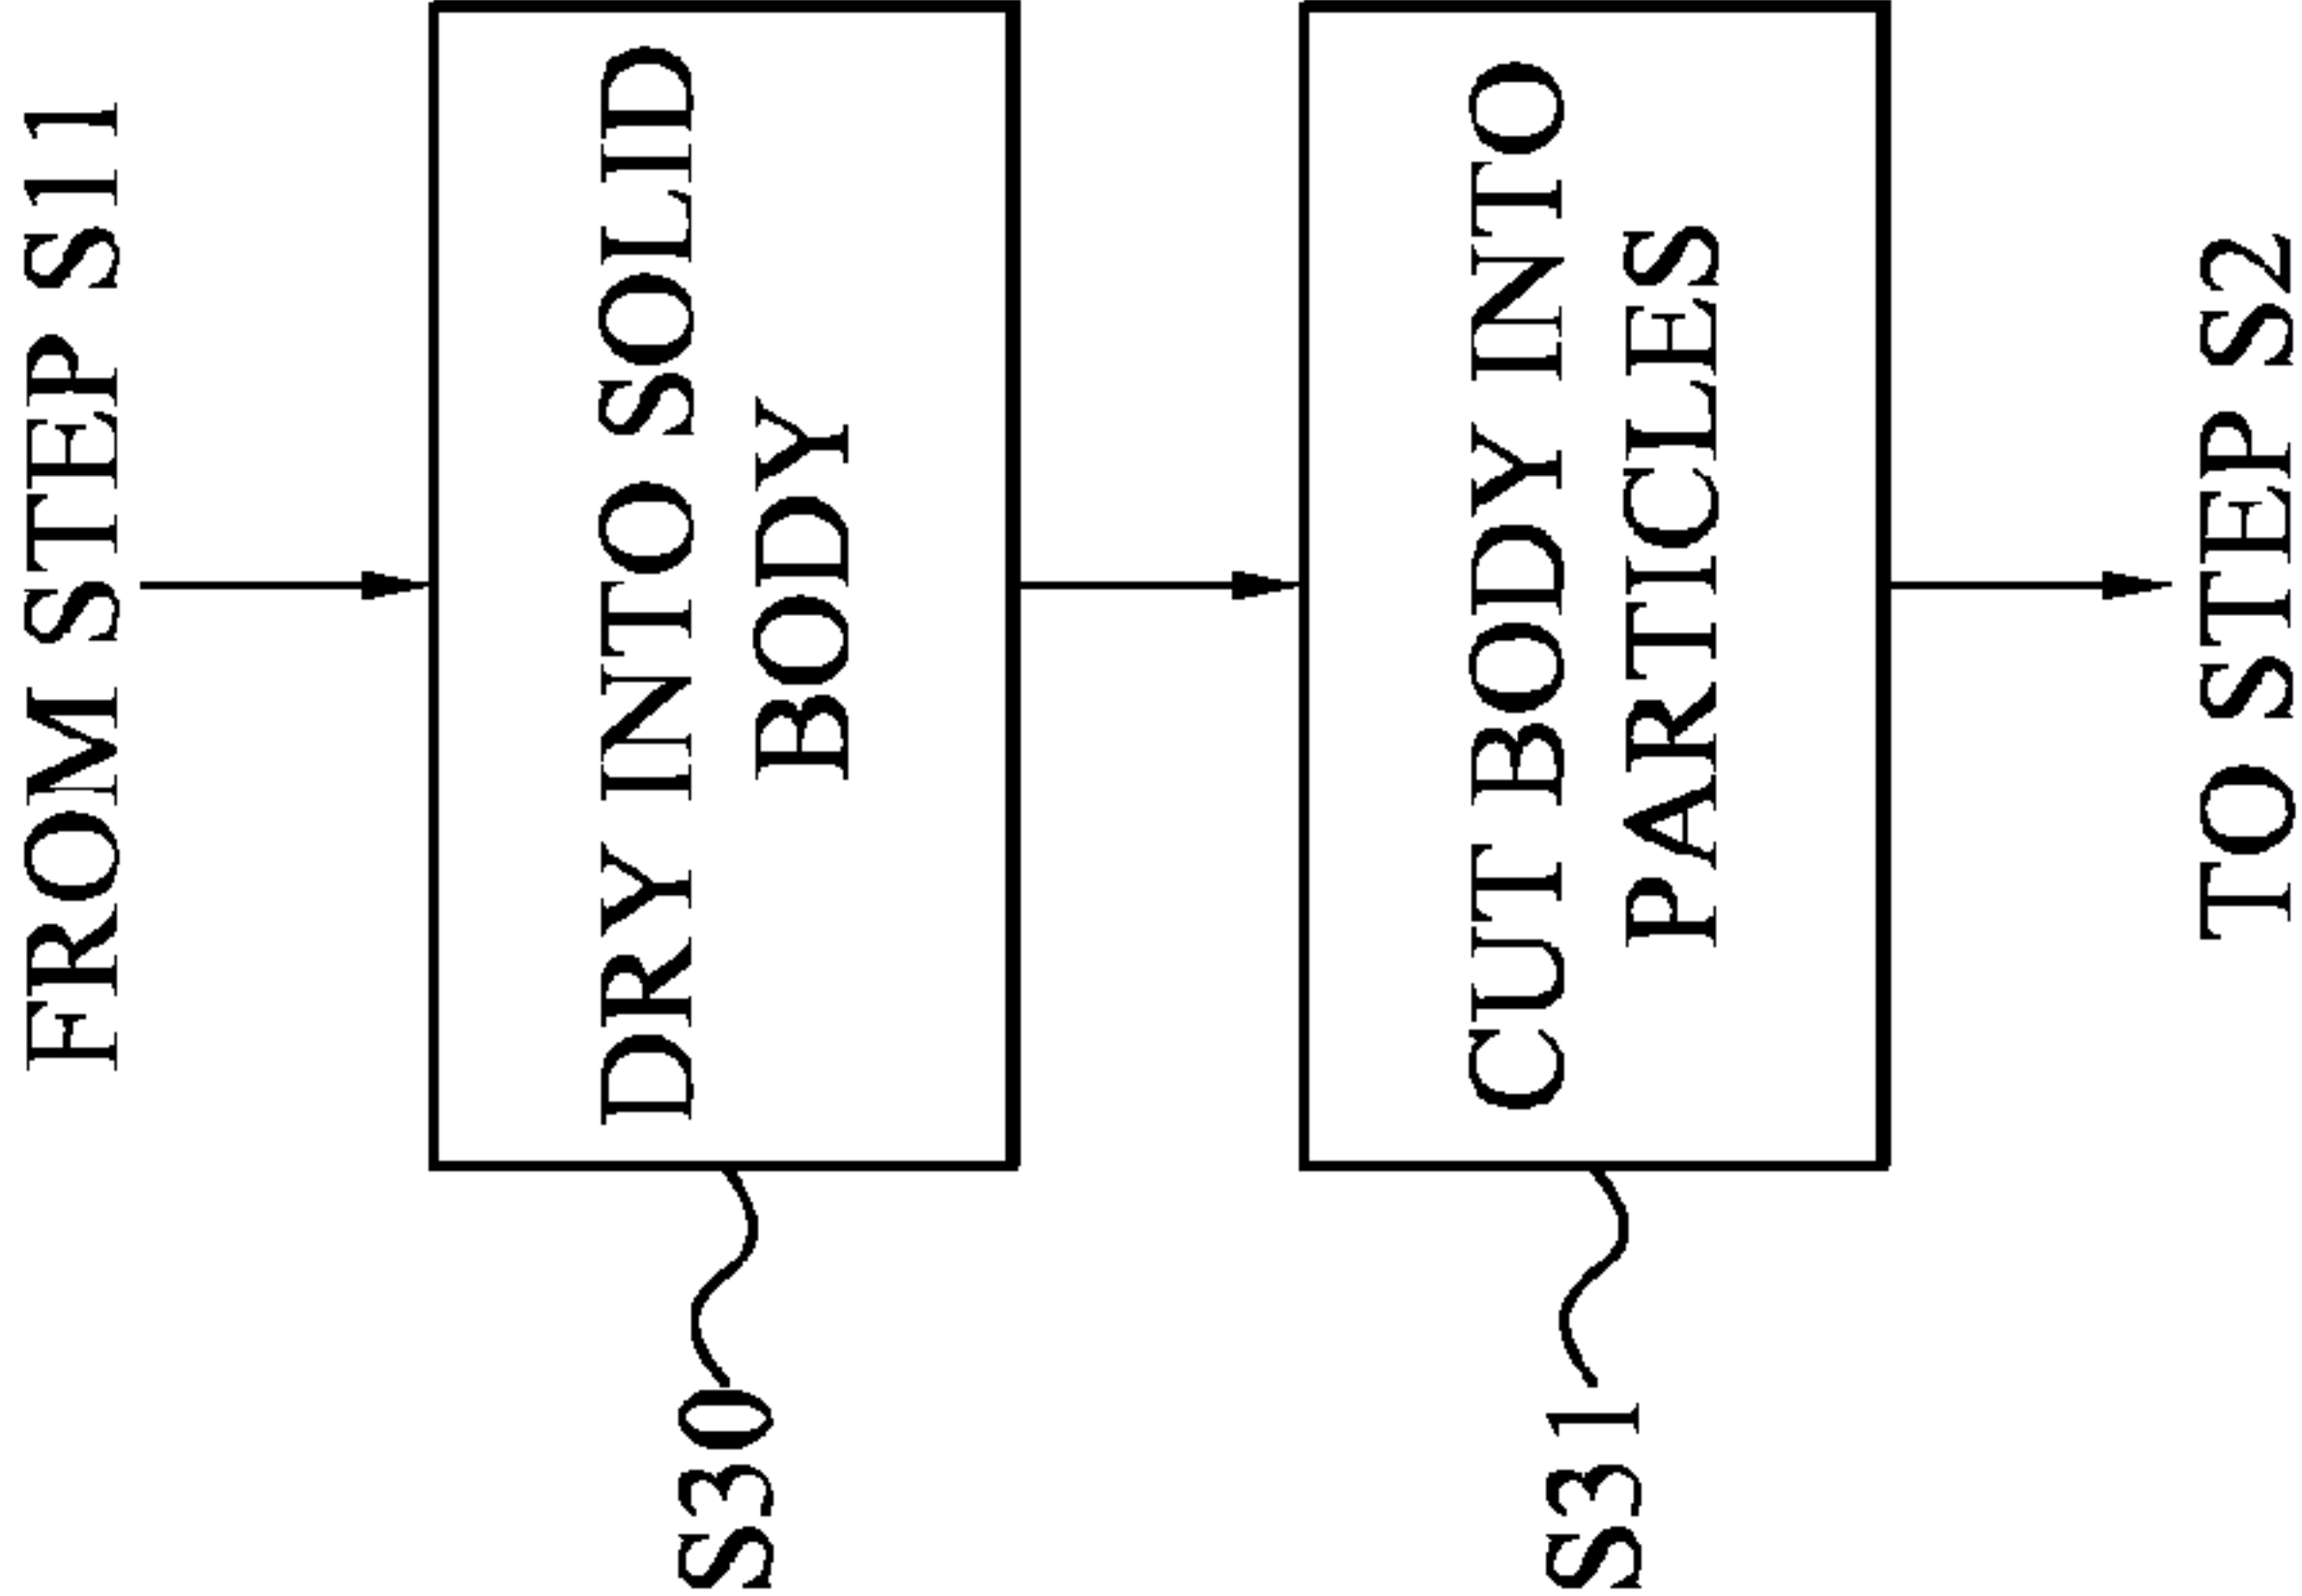 FROM STEP S11
DRY INTO SOLID
BODY
S30
CUT BODY INTO
PARTICLES
S31
TO STEP S2